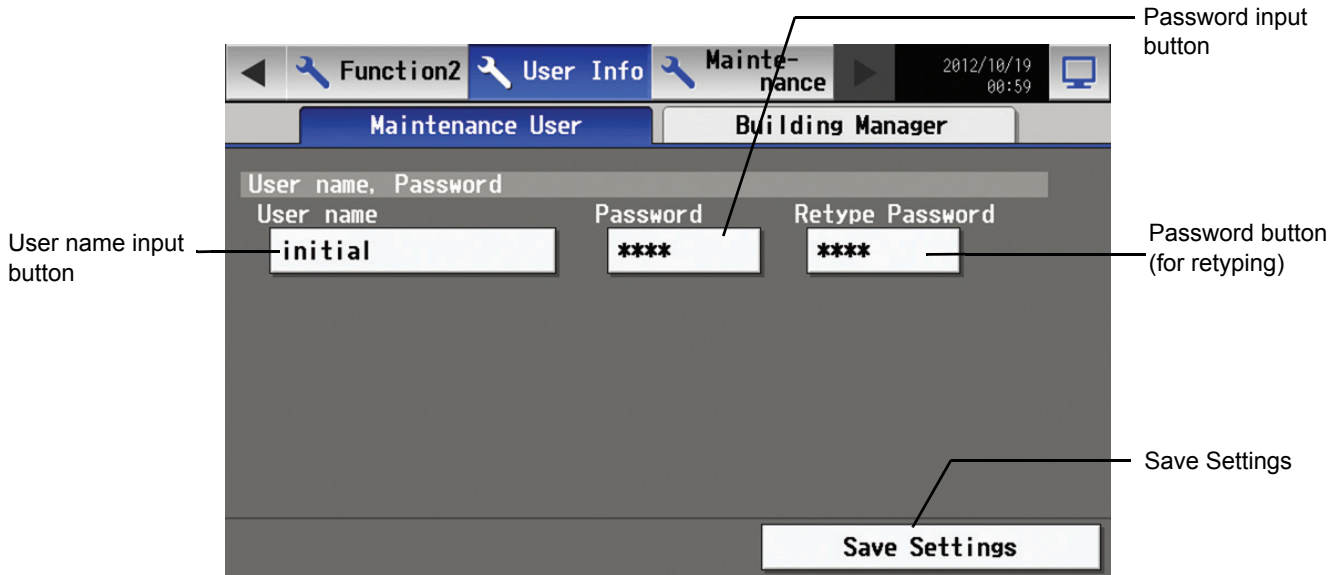 Password input
button
Function2
User Info
Mainte-
nance
2012/10/19
00:59
Maintenance User
Building Manager
User name, Password
User name
Password
Retype Password
User name input
button
initial
****
****
Password button
(for retyping)
Save Settings
Save Settings